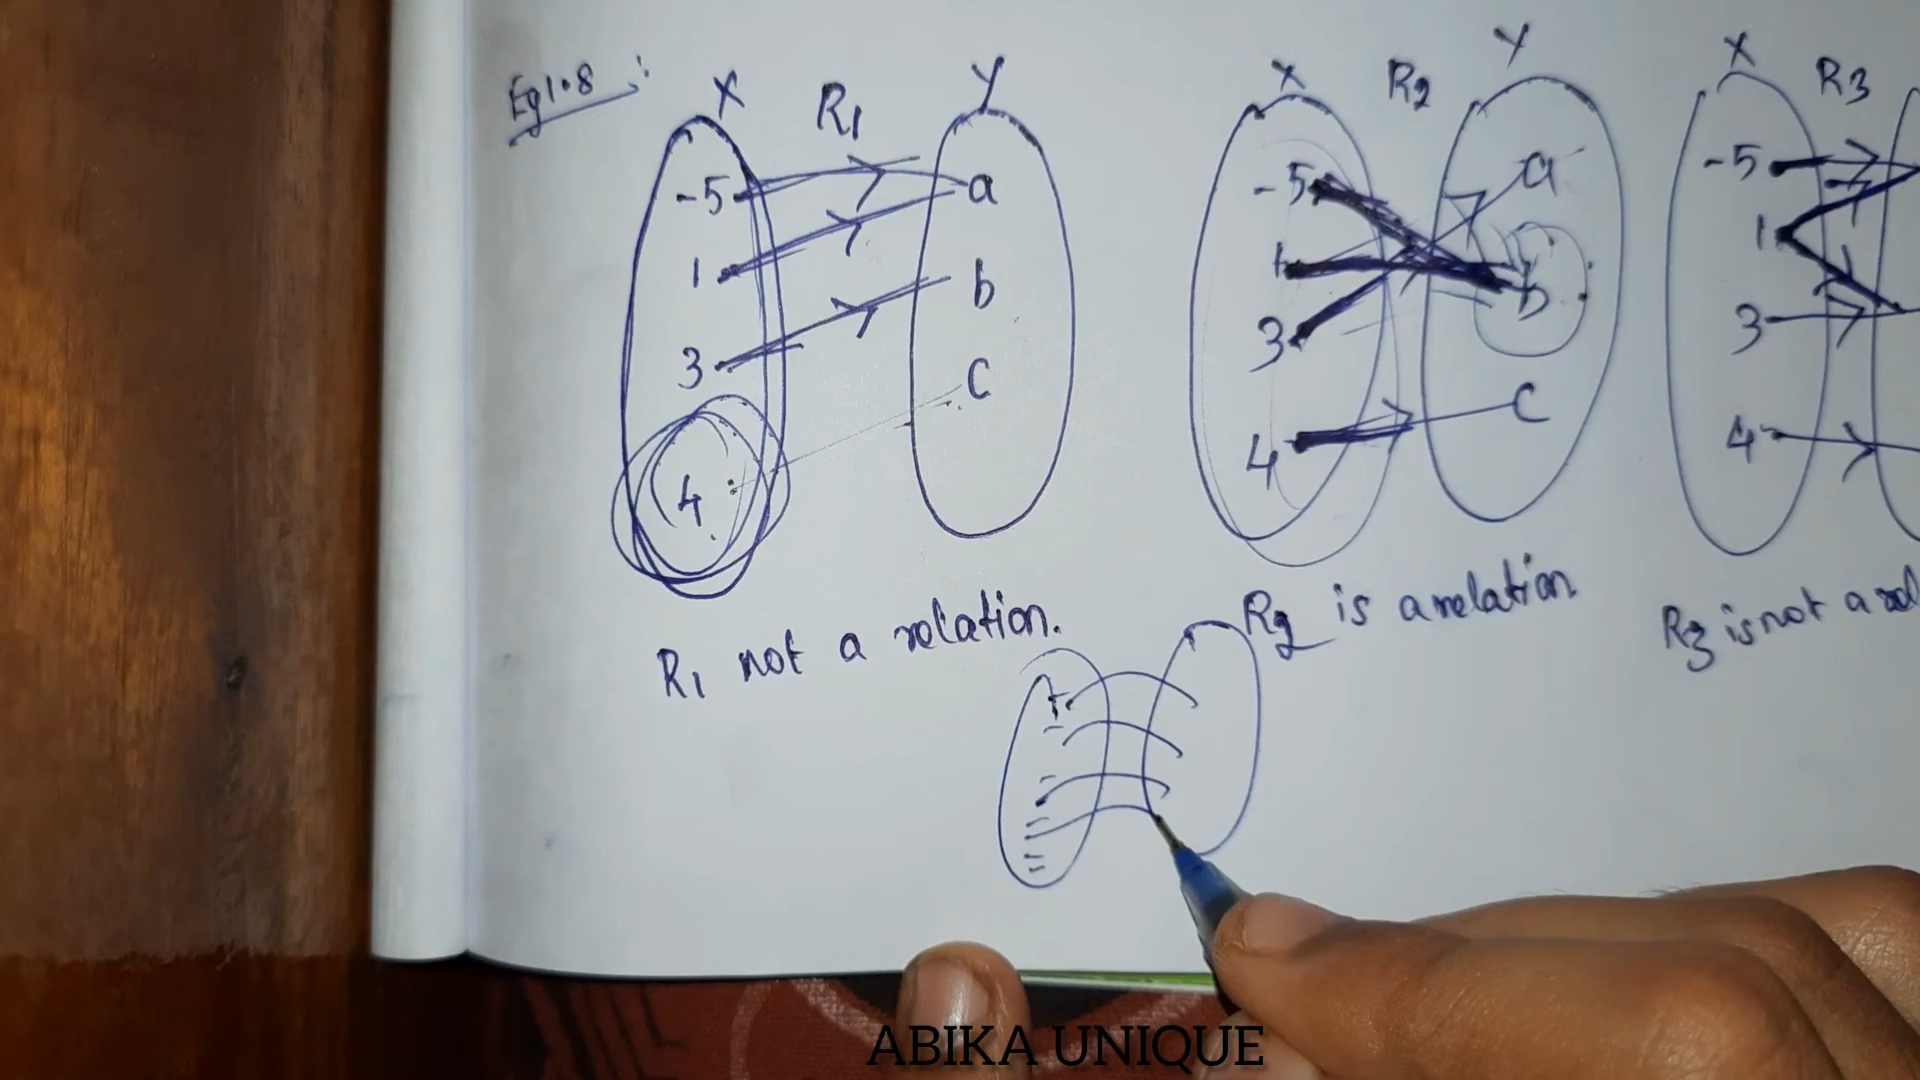 Eg 1.8 :
X R1 Y
-5 a
1 b
3 c
4
R1 not a relation.
X R2 Y
-5 a
1 b
3 c
4
R2 is a relation
X R3
-5
1
3
4
R3 is not a rel
ABIKA UNIQUE